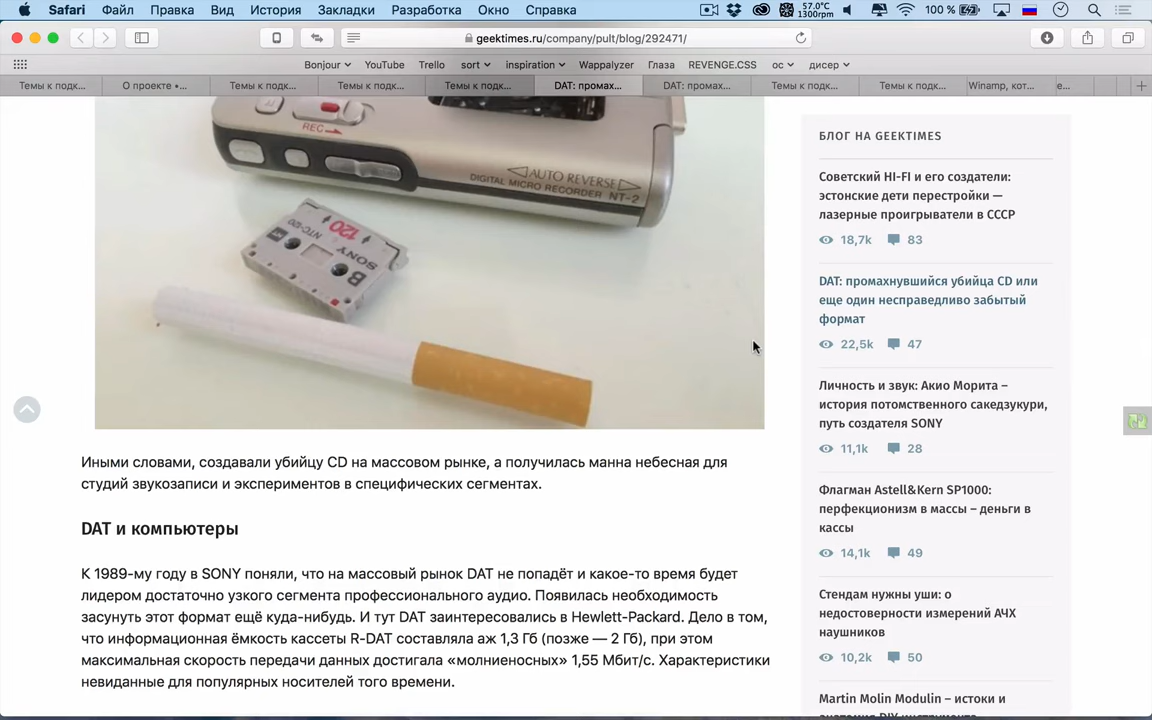 Safari Файл Правка Вид История Закладки Разработка Окно Справка 57.0°C 1300rpm 100 %
geektimes.ru/company/pult/blog/292471/
Bonjour YouTube Trello sort inspiration Wappalyzer Глаза REVENGE.CSS ос дисер
Темы к подк... О проекте •... Темы к подк... Темы к подк... Темы к подк... DAT: промах... DAT: промах... Темы к подк... Темы к подк... Winamp, кот... е...
REC
AUTO REVERSE
DIGITAL MICRO RECORDER NT-2
120
NTC-120
SONY
B
Иными словами, создавали убийцу CD на массовом рынке, а получилась манна небесная для
студий звукозаписи и экспериментов в специфических сегментах.
DAT и компьютеры
К 1989-му году в SONY поняли, что на массовый рынок DAT не попадёт и какое-то время будет
лидером достаточно узкого сегмента профессионального аудио. Появилась необходимость
засунуть этот формат ещё куда-нибудь. И тут DAT заинтересовались в Hewlett-Packard. Дело в том,
что информационная ёмкость кассеты R-DAT составляла аж 1,3 Гб (позже — 2 Гб), при этом
максимальная скорость передачи данных достигала «молниеносных» 1,55 Мбит/с. Характеристики
невиданные для популярных носителей того времени.
БЛОГ НА GEEKTIMES
Советский HI-FI и его создатели:
эстонские дети перестройки —
лазерные проигрыватели в СССР
18,7k 83
DAT: промахнувшийся убийца CD или
еще один несправедливо забытый
формат
22,5k 47
Личность и звук: Акио Морита –
история потомственного сакедзукури,
путь создателя SONY
11,1k 28
Флагман Astell&Kern SP1000:
перфекционизм в массы – деньги в
кассы
14,1k 49
Стендам нужны уши: о
недостоверности измерений АЧХ
наушников
10,2k 50
Martin Molin Modulin – истоки и